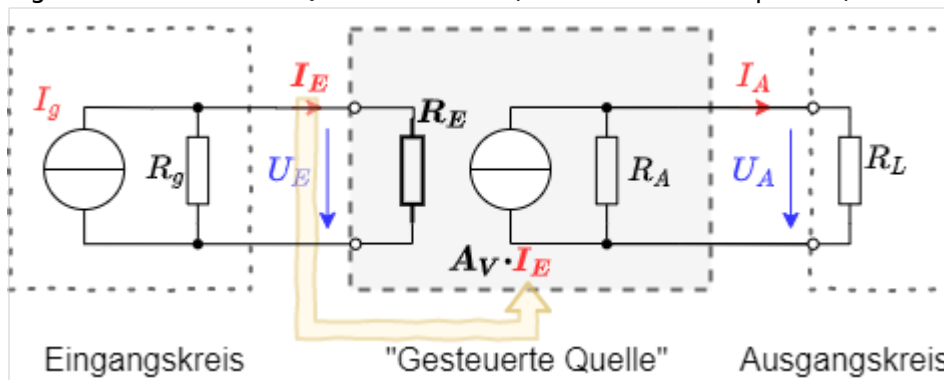 I_g
R_g
I_E
U_E
R_E
A_V·I_E
R_A
I_A
U_A
R_L
Eingangskreis
"Gesteuerte Quelle"
Ausgangskreis